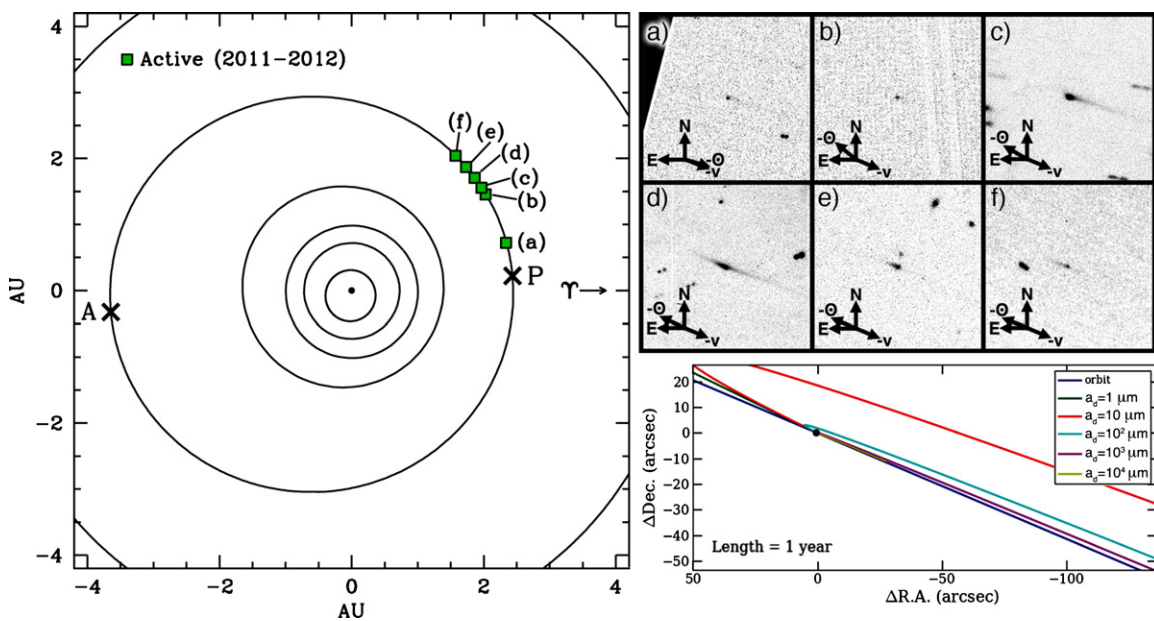 Active (2011−2012)
(f)
(e)
(d)
(c)
(b)
(a)
P
A
♈→
4
2
0
−2
−4
AU
−4
−2
0
2
4
AU
a)
N
E
-⊙
-v
b)
N
-⊙
E
-v
c)
N
-⊙
E
-v
d)
N
-⊙
E
-v
e)
N
-⊙
E
-v
f)
N
-⊙
E
-v
orbit
a_d=1 μm
a_d=10 μm
a_d=10² μm
a_d=10³ μm
a_d=10⁴ μm
Length = 1 year
20
10
0
−10
−20
−30
−40
−50
ΔDec. (arcsec)
50
0
−50
−100
ΔR.A. (arcsec)